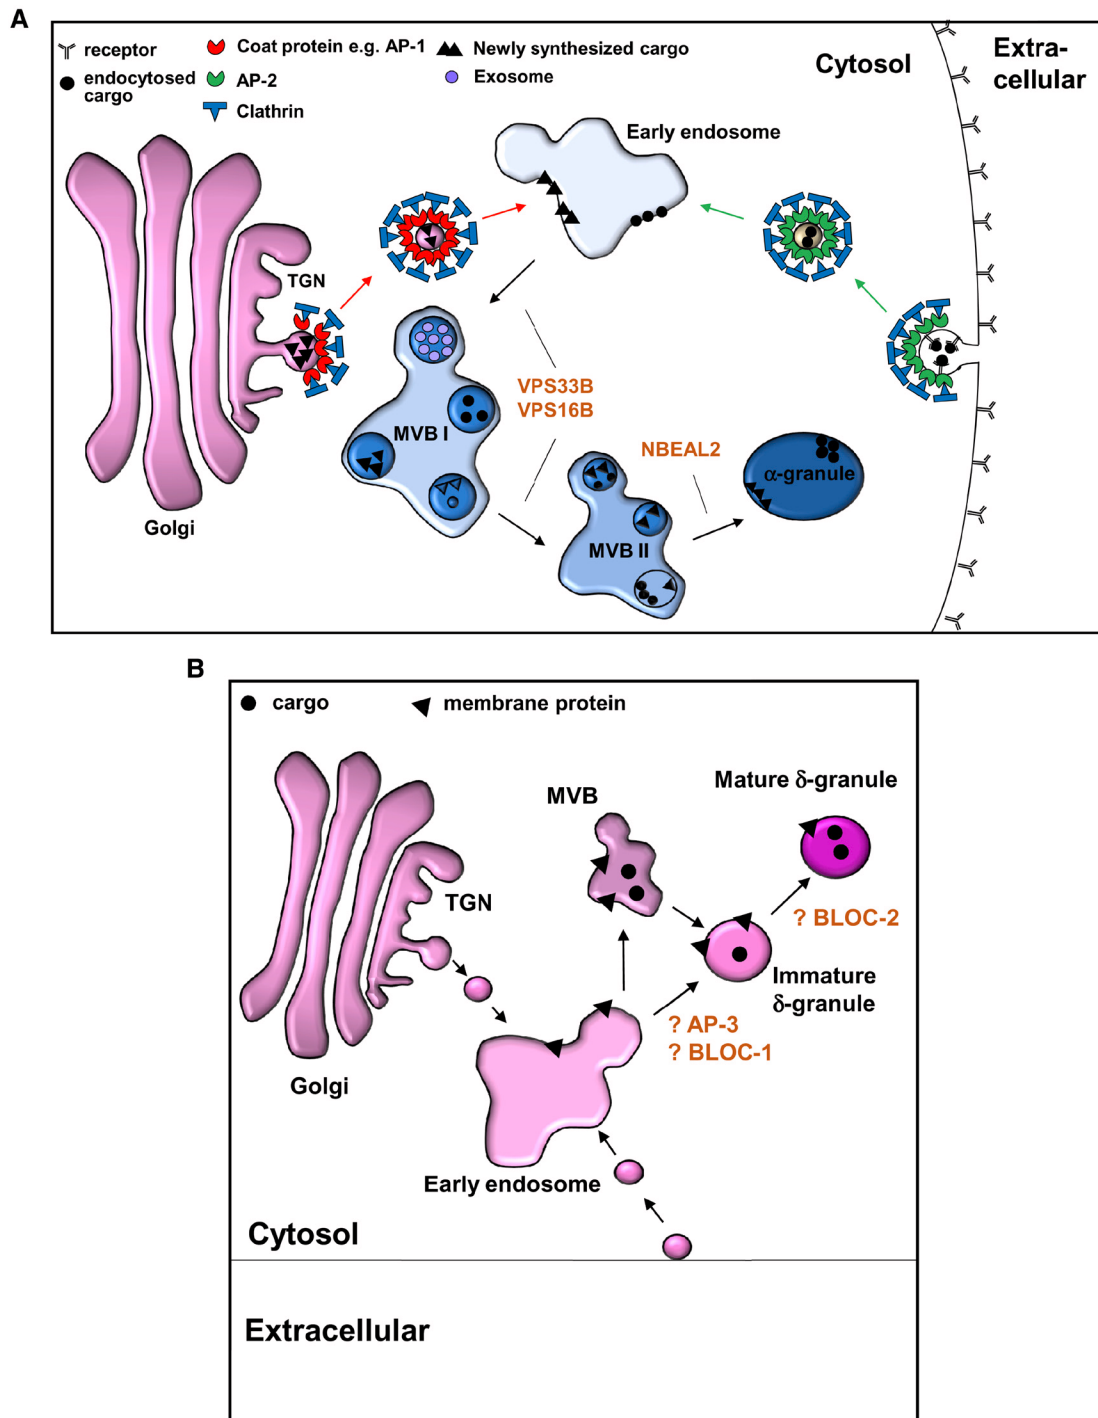 A
receptor
endocytosed
cargo
Coat protein e.g. AP-1
AP-2
Clathrin
Newly synthesized cargo
Exosome
Cytosol
Extra-
cellular
Early endosome
TGN
Golgi
MVB I
VPS33B
VPS16B
NBEAL2
α-granule
MVB II
B
cargo
membrane protein
Mature δ-granule
MVB
TGN
? BLOC-2
Immature
δ-granule
? AP-3
? BLOC-1
Golgi
Early endosome
Cytosol
Extracellular